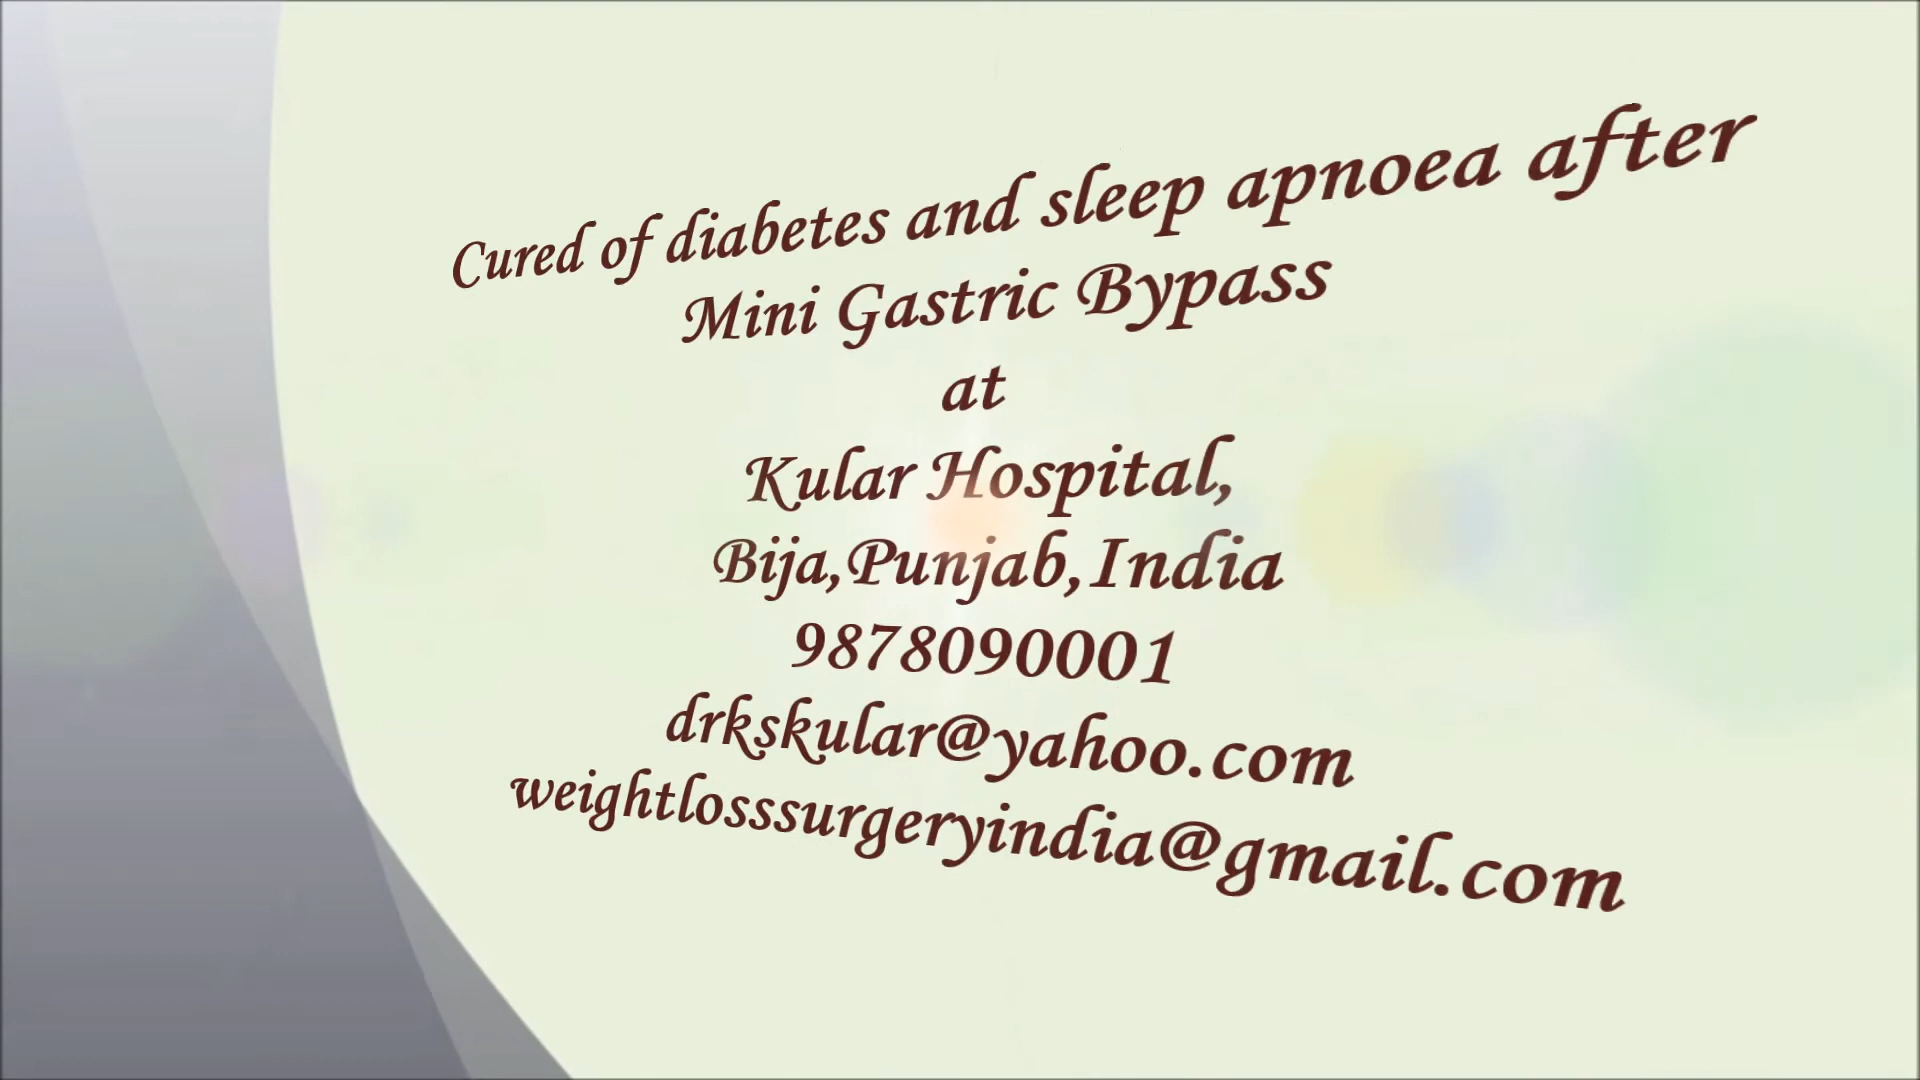 Cured of diabetes and sleep apnoea after
Mini Gastric Bypass
at
Kular Hospital,
Bija,Punjab,India
9878090001
drkskular@yahoo.com
weightlosssurgeryindia@gmail.com